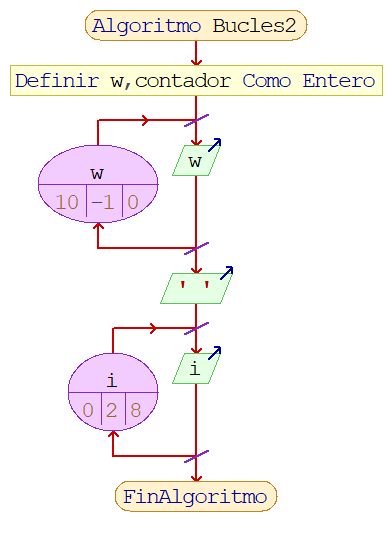 Algoritmo Bucles2
Definir w,contador Como Entero
w
w
10 -1 0
' '
i
i
0 2 8
FinAlgoritmo